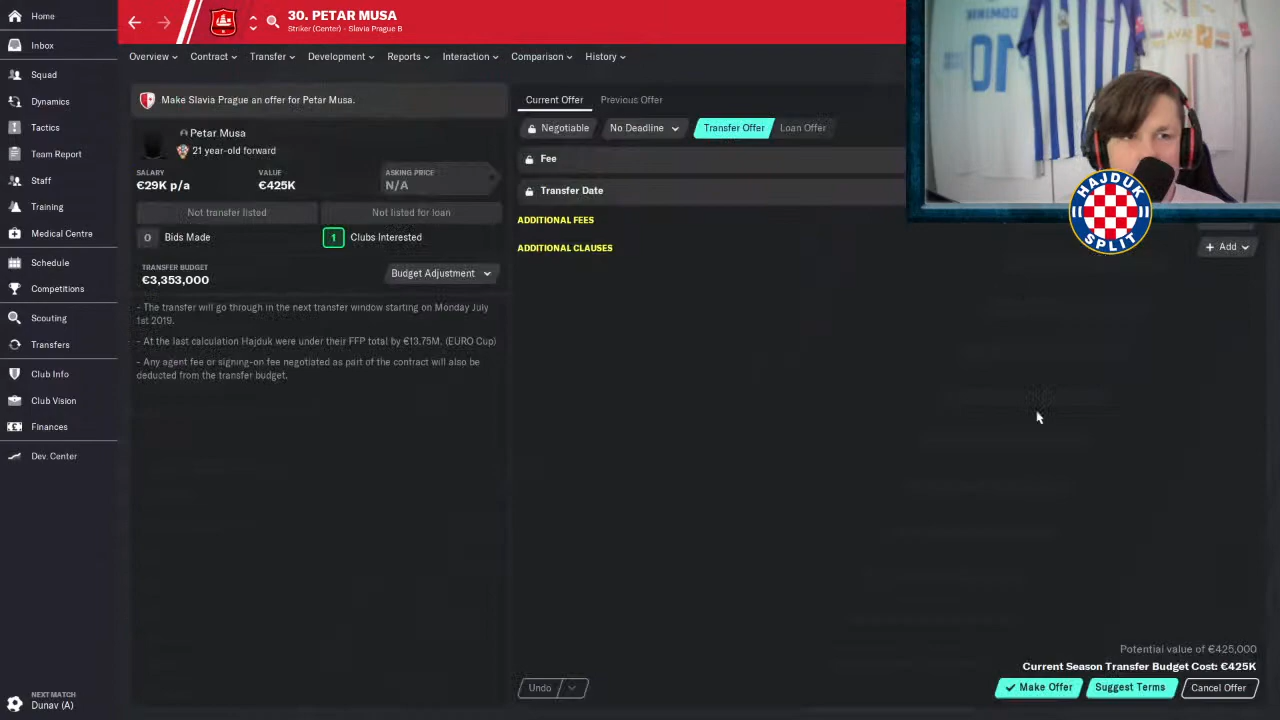 Home
Inbox
Squad
Dynamics
Tactics
Team Report
Staff
Training
Medical Centre
Schedule
Competitions
Scouting
Transfers
Club Info
Club Vision
Finances
Dev. Center
NEXT MATCH
Dunav (A)
30. PETAR MUSA
Striker (Center) - Slavia Prague B
Overview
Contract
Transfer
Development
Reports
Interaction
Comparison
History
Make Slavia Prague an offer for Petar Musa.
Petar Musa
21 year-old forward
SALARY
€29K p/a
VALUE
€425K
ASKING PRICE
N/A
Not transfer listed
Not listed for loan
0 Bids Made
1 Clubs Interested
TRANSFER BUDGET
€3,353,000
Budget Adjustment
- The transfer will go through in the next transfer window starting on Monday July
1st 2019.
- At the last calculation Hajduk were under their FFP total by €13.75M. (EURO Cup)
- Any agent fee or signing-on fee negotiated as part of the contract will also be
deducted from the transfer budget.
Current Offer
Previous Offer
Negotiable
No Deadline
Transfer Offer
Loan Offer
Fee
Transfer Date
ADDITIONAL FEES
ADDITIONAL CLAUSES
+ Add
DOMINIK
10
HAJDUK
SPLIT
Potential value of €425,000
Current Season Transfer Budget Cost: €425K
Undo
Make Offer
Suggest Terms
Cancel Offer